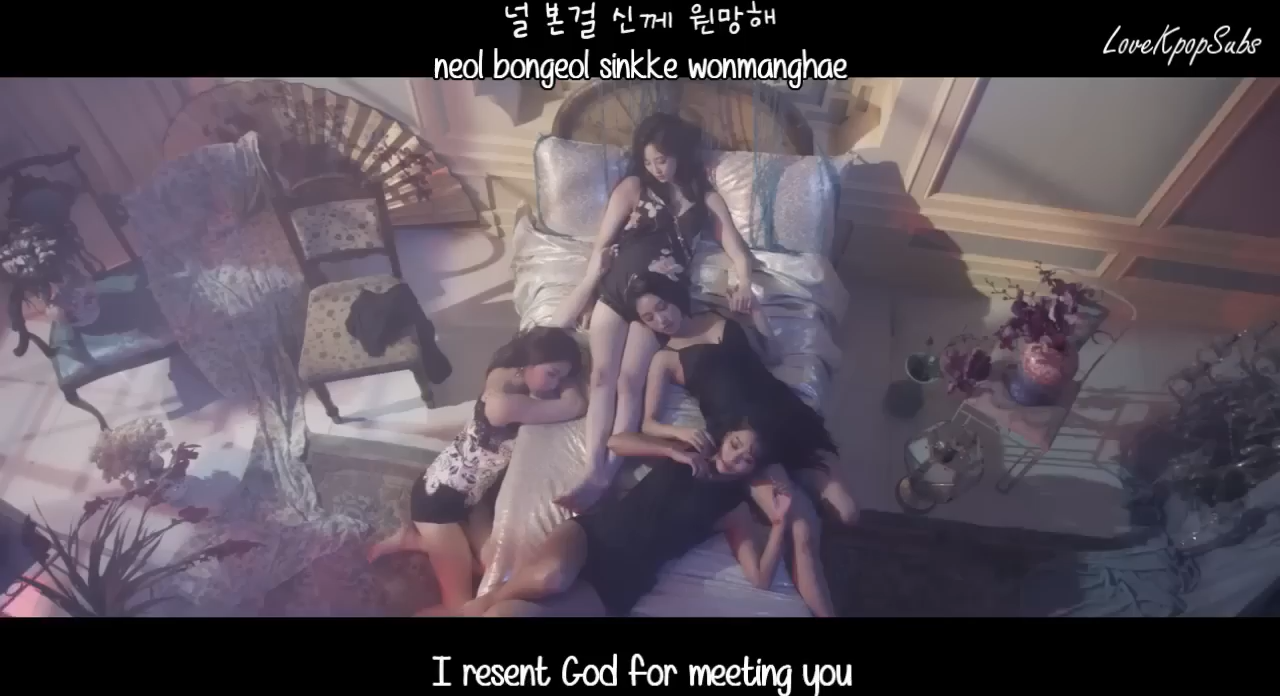 널 본걸 신께 원망해
LoveKpopSubs
neol bongeol sinkke wonmanghae
I resent God for meeting you